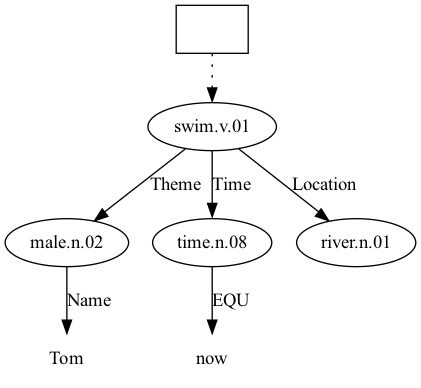 swim.v.01
Theme Time Location
male.n.02 time.n.08 river.n.01
Name EQU
Tom now